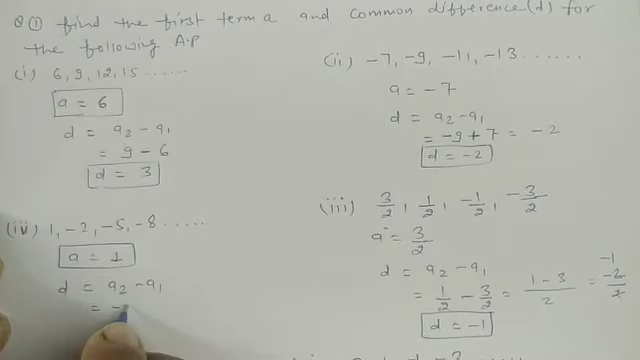 Q ① find the first term a and common difference(d) for
the following A.P
(i) 6, 9, 12, 15 ......
a = 6
d = a₂ - a₁
= 9 - 6
d = 3
(ii) -7, -9, -11, -13 ......
a = -7
d = a₂ - a₁
= -9 + 7 = -2
d = -2
(iii) 3/2, 1/2, -1/2, -3/2
a = 3/2
d = a₂ - a₁
= 1/2 - 3/2 = (1-3)/2 = -2/2 -1
d = -1
(iv) 1, -2, -5, -8 .....
a = 1
d = a₂ - a₁
= -